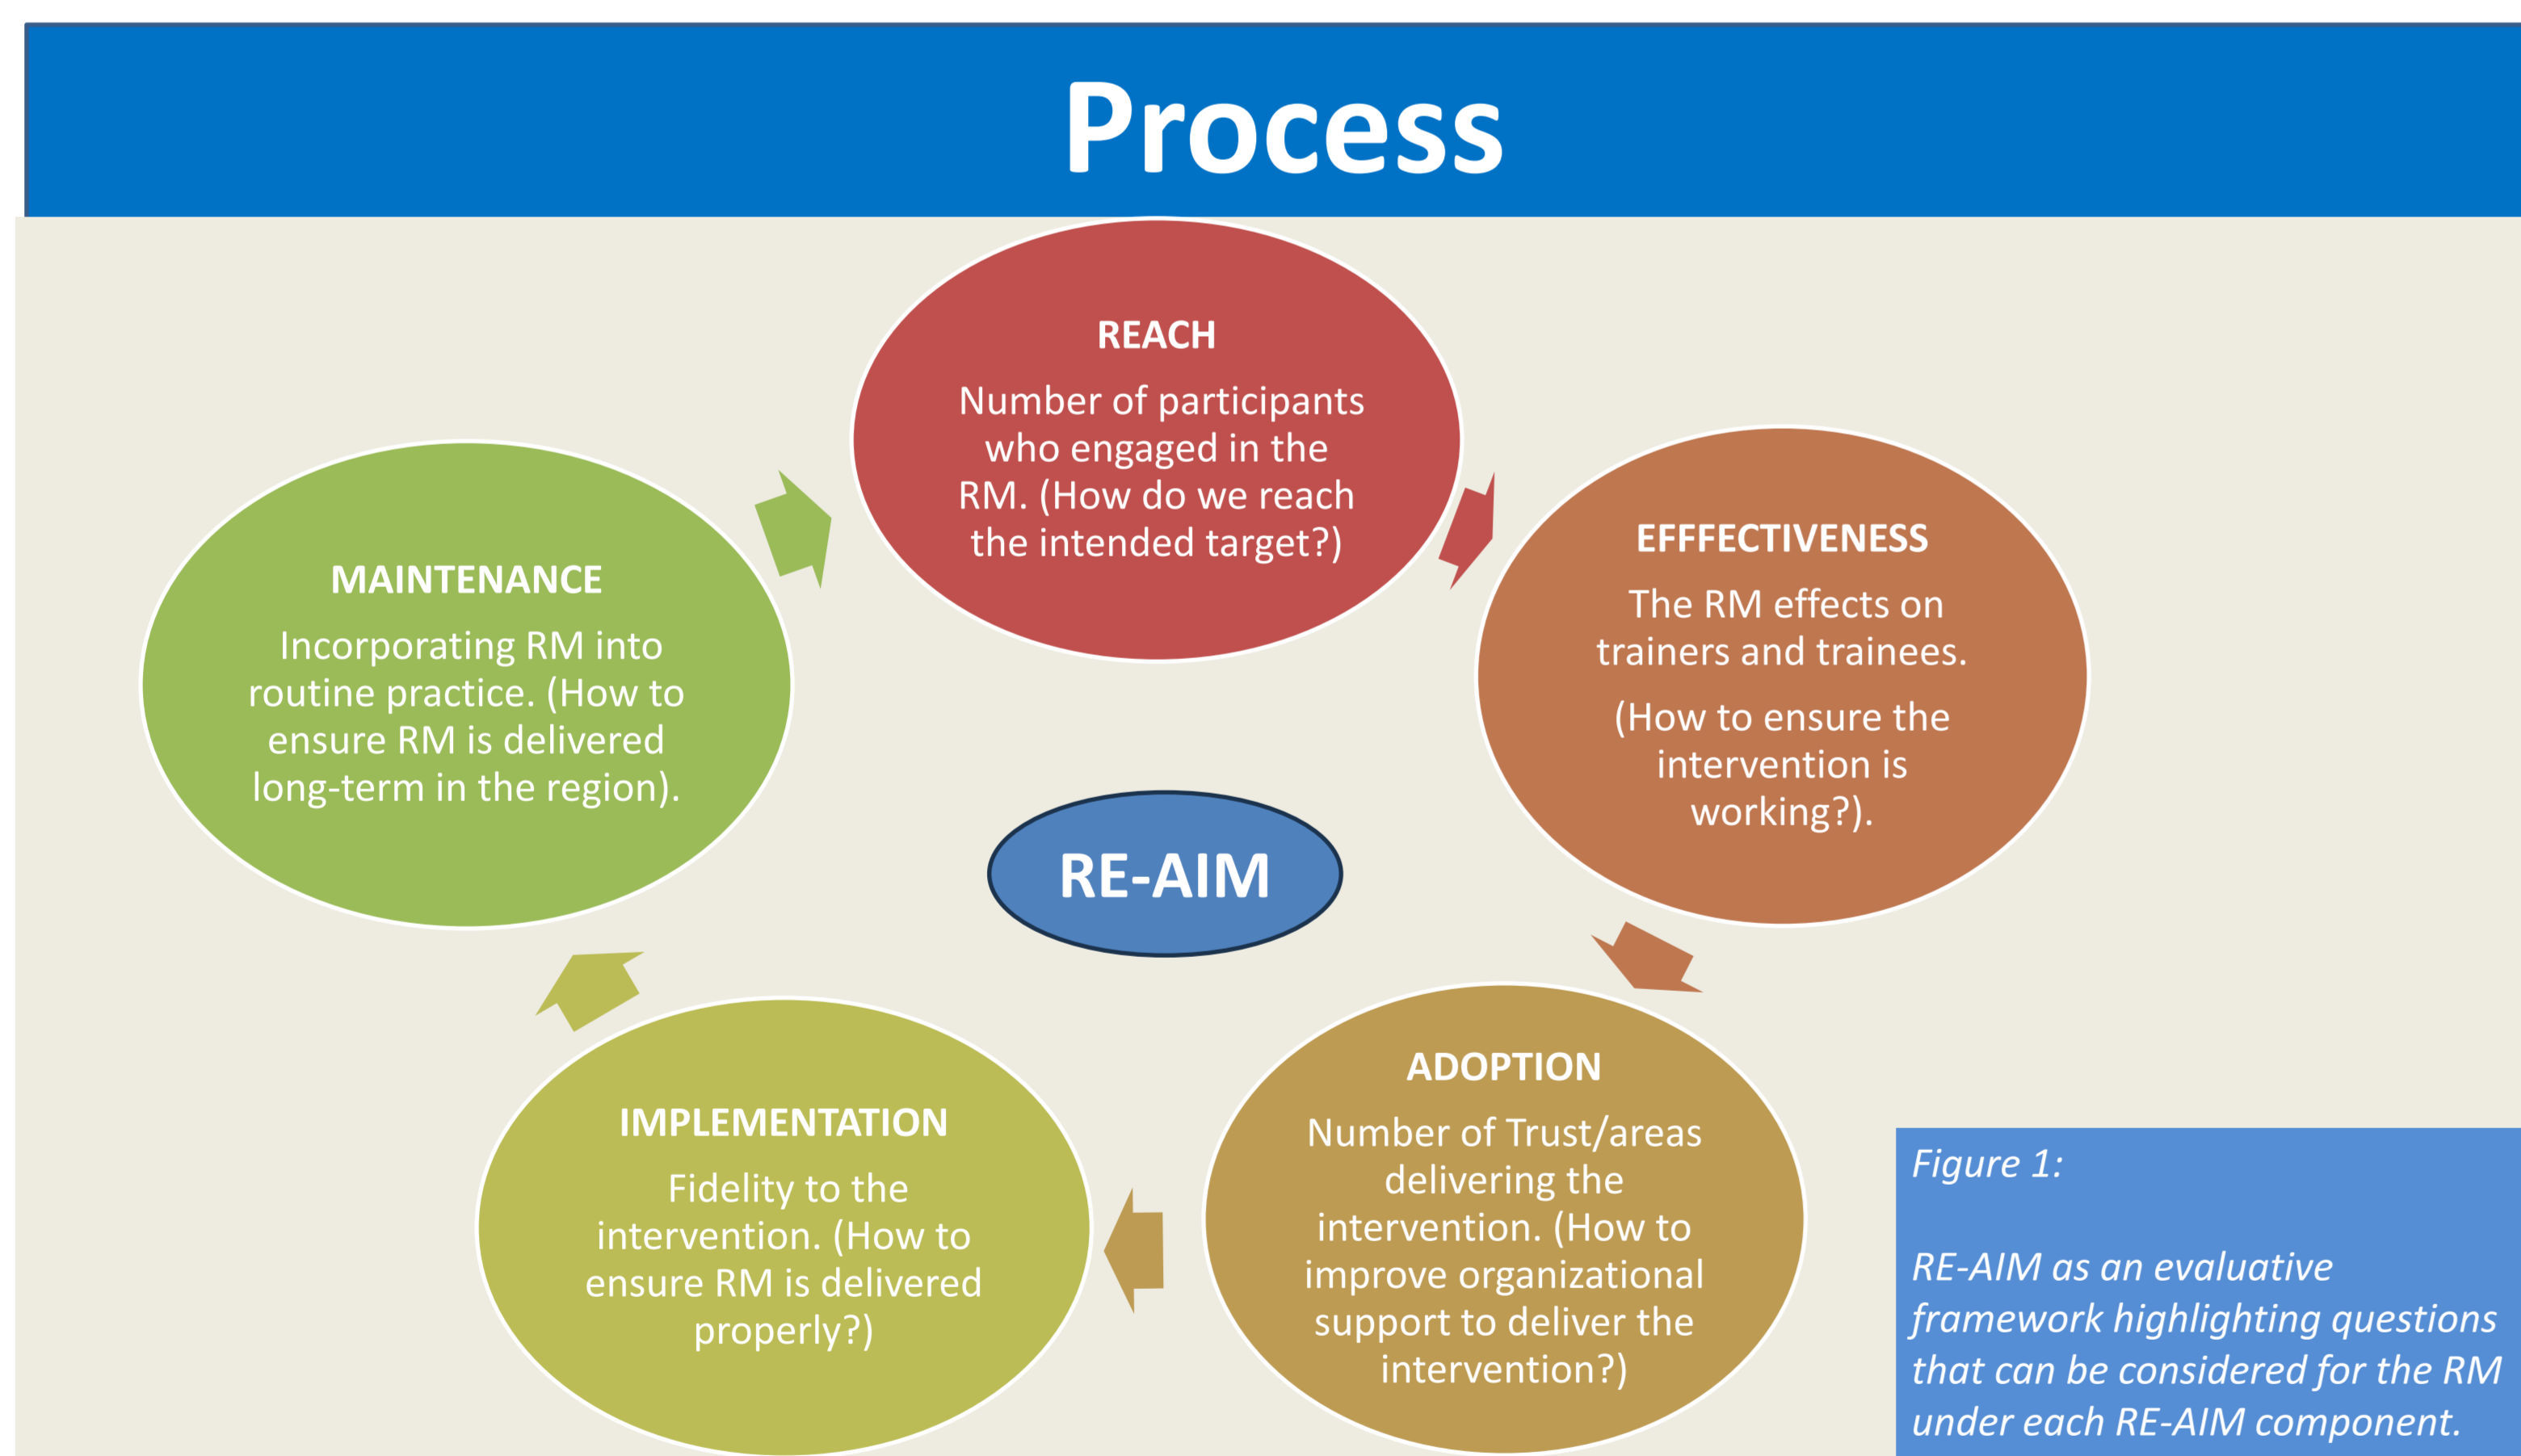 Process
REACH
Number of participants
who engaged in the
RM. (How do we reach
the intended target?)
EFFFECTIVENESS
The RM effects on
trainers and trainees.
(How to ensure the
intervention is
working?).
ADOPTION
Number of Trust/areas
delivering the
intervention. (How to
improve organizational
support to deliver the
intervention?)
IMPLEMENTATION
Fidelity to the
intervention. (How to
ensure RM is delivered
properly?)
MAINTENANCE
Incorporating RM into
routine practice. (How to
ensure RM is delivered
long-term in the region).
RE-AIM
Figure 1:
RE-AIM as an evaluative
framework highlighting questions
that can be considered for the RM
under each RE-AIM component.